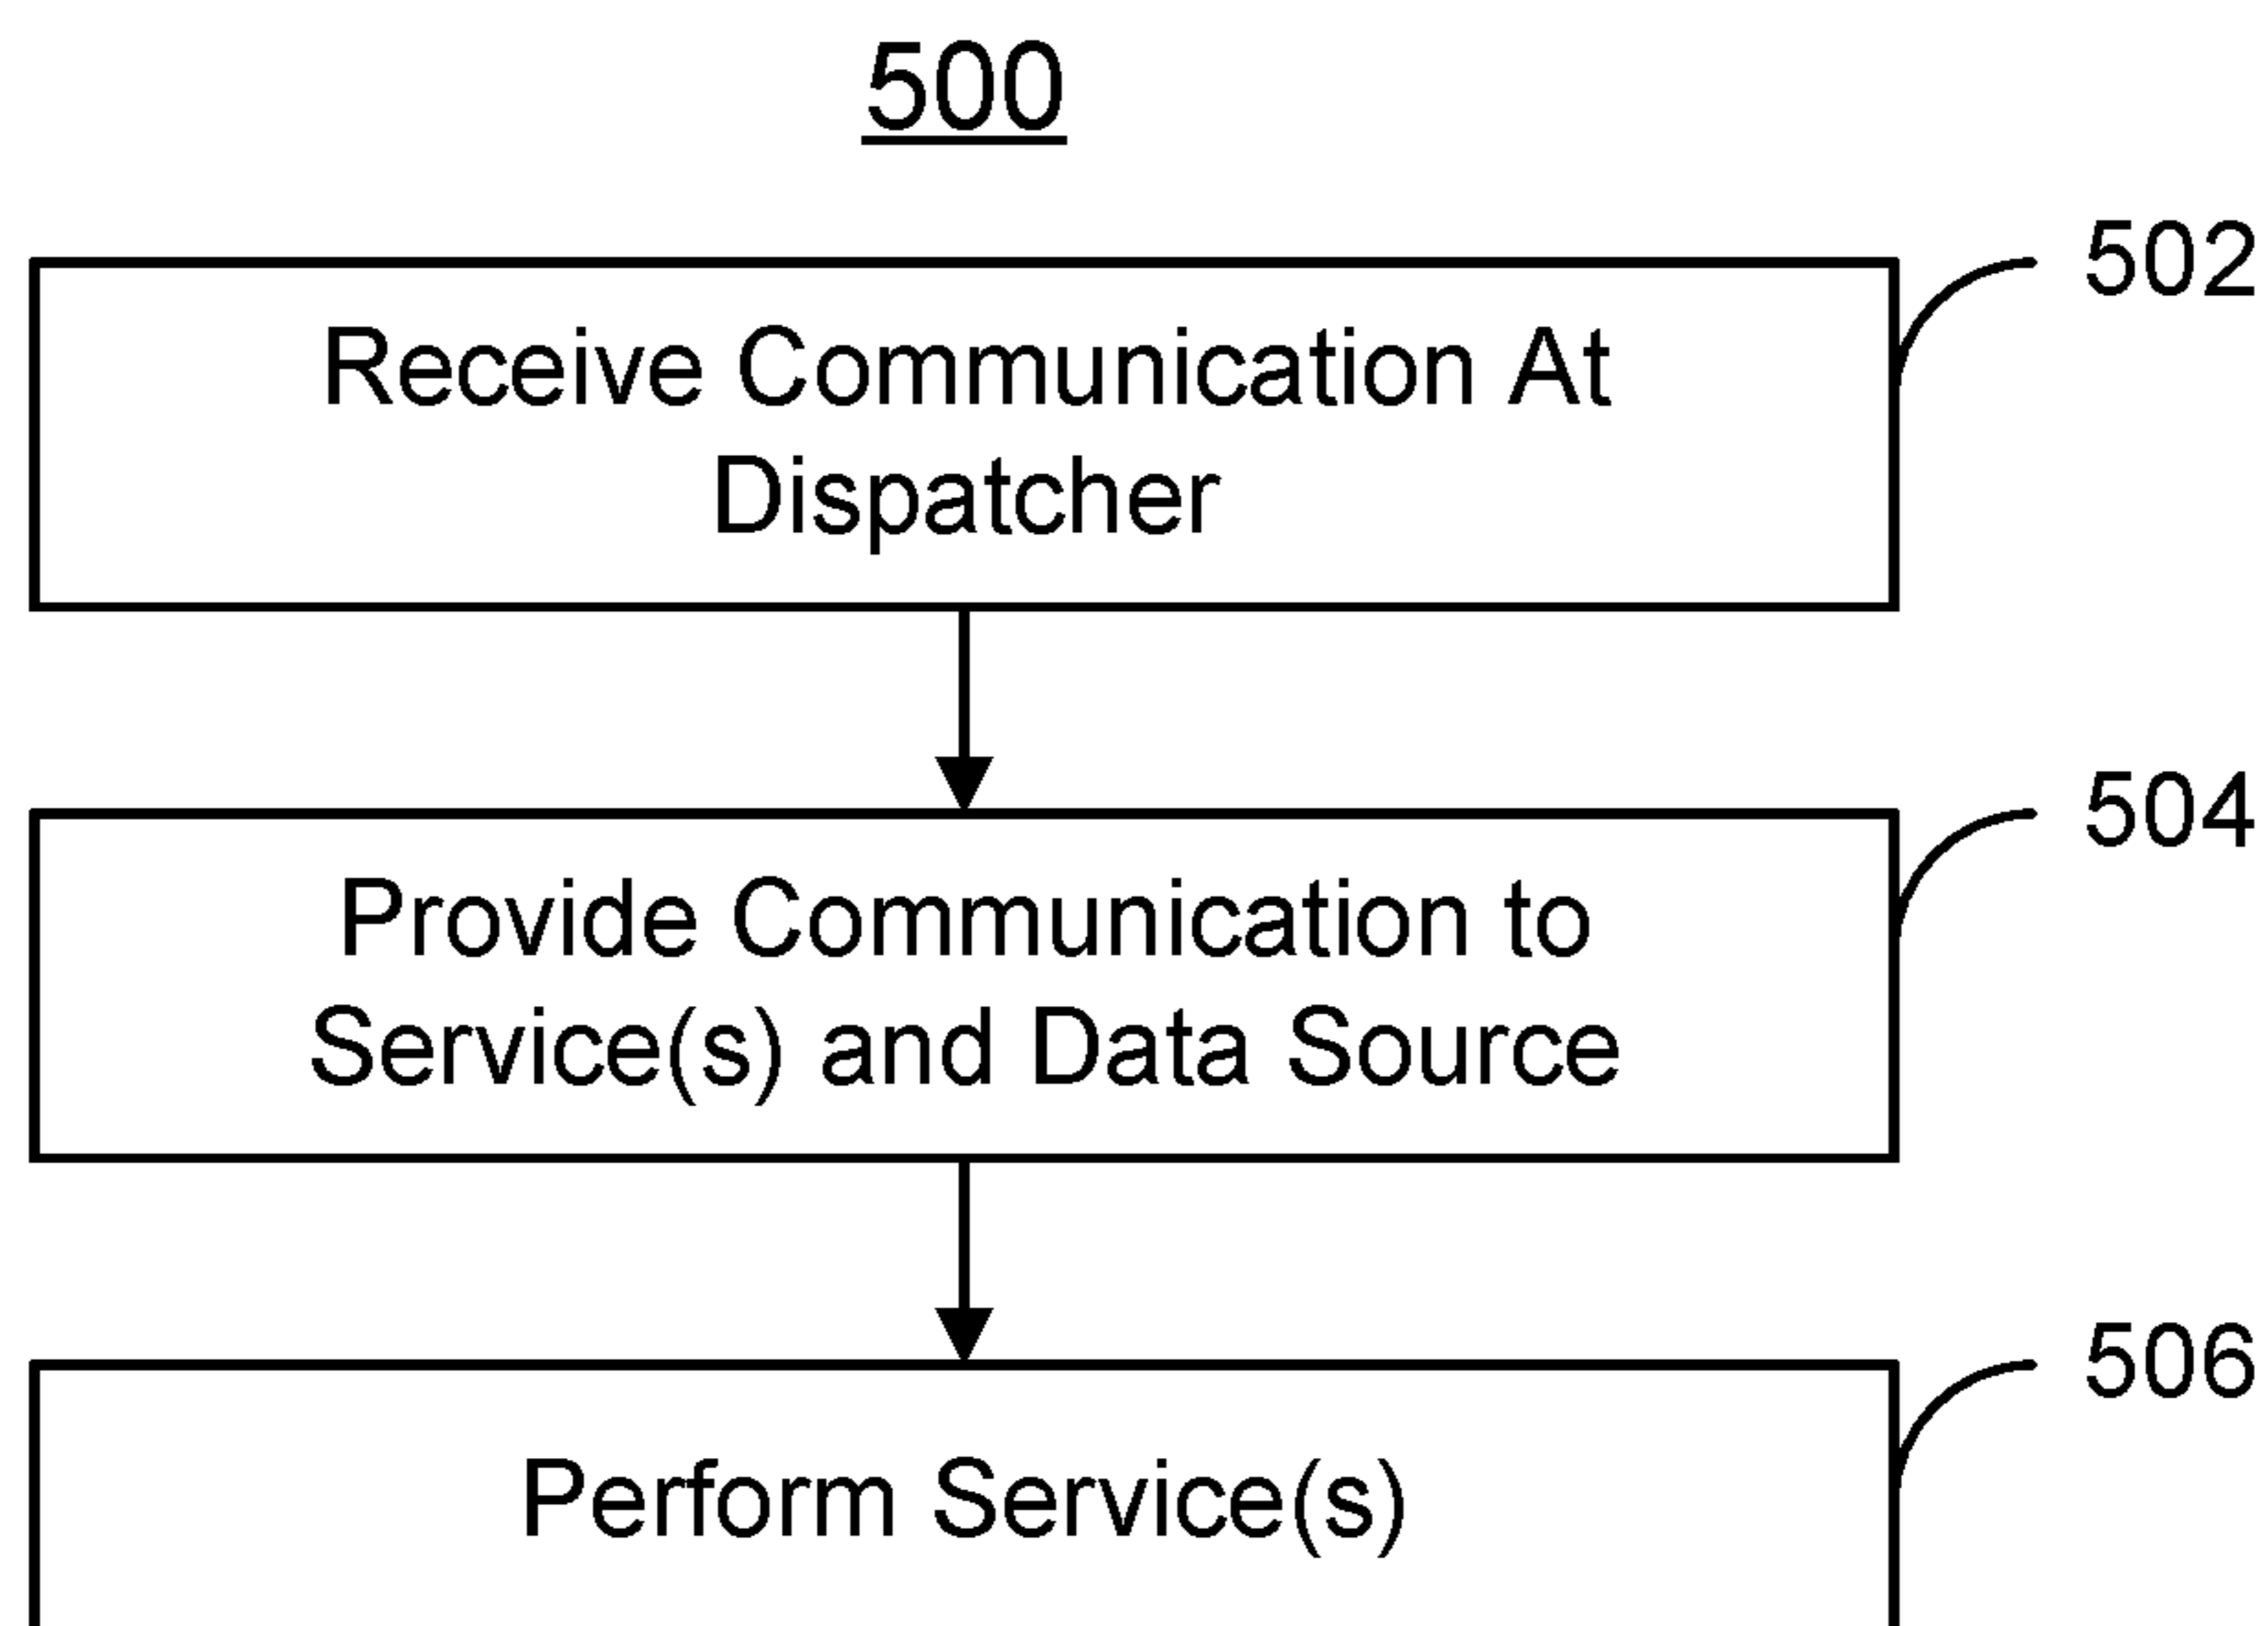 500
502
Receive Communication At
Dispatcher
504
Provide Communication to
Service(s) and Data Source
506
Perform Service(s)